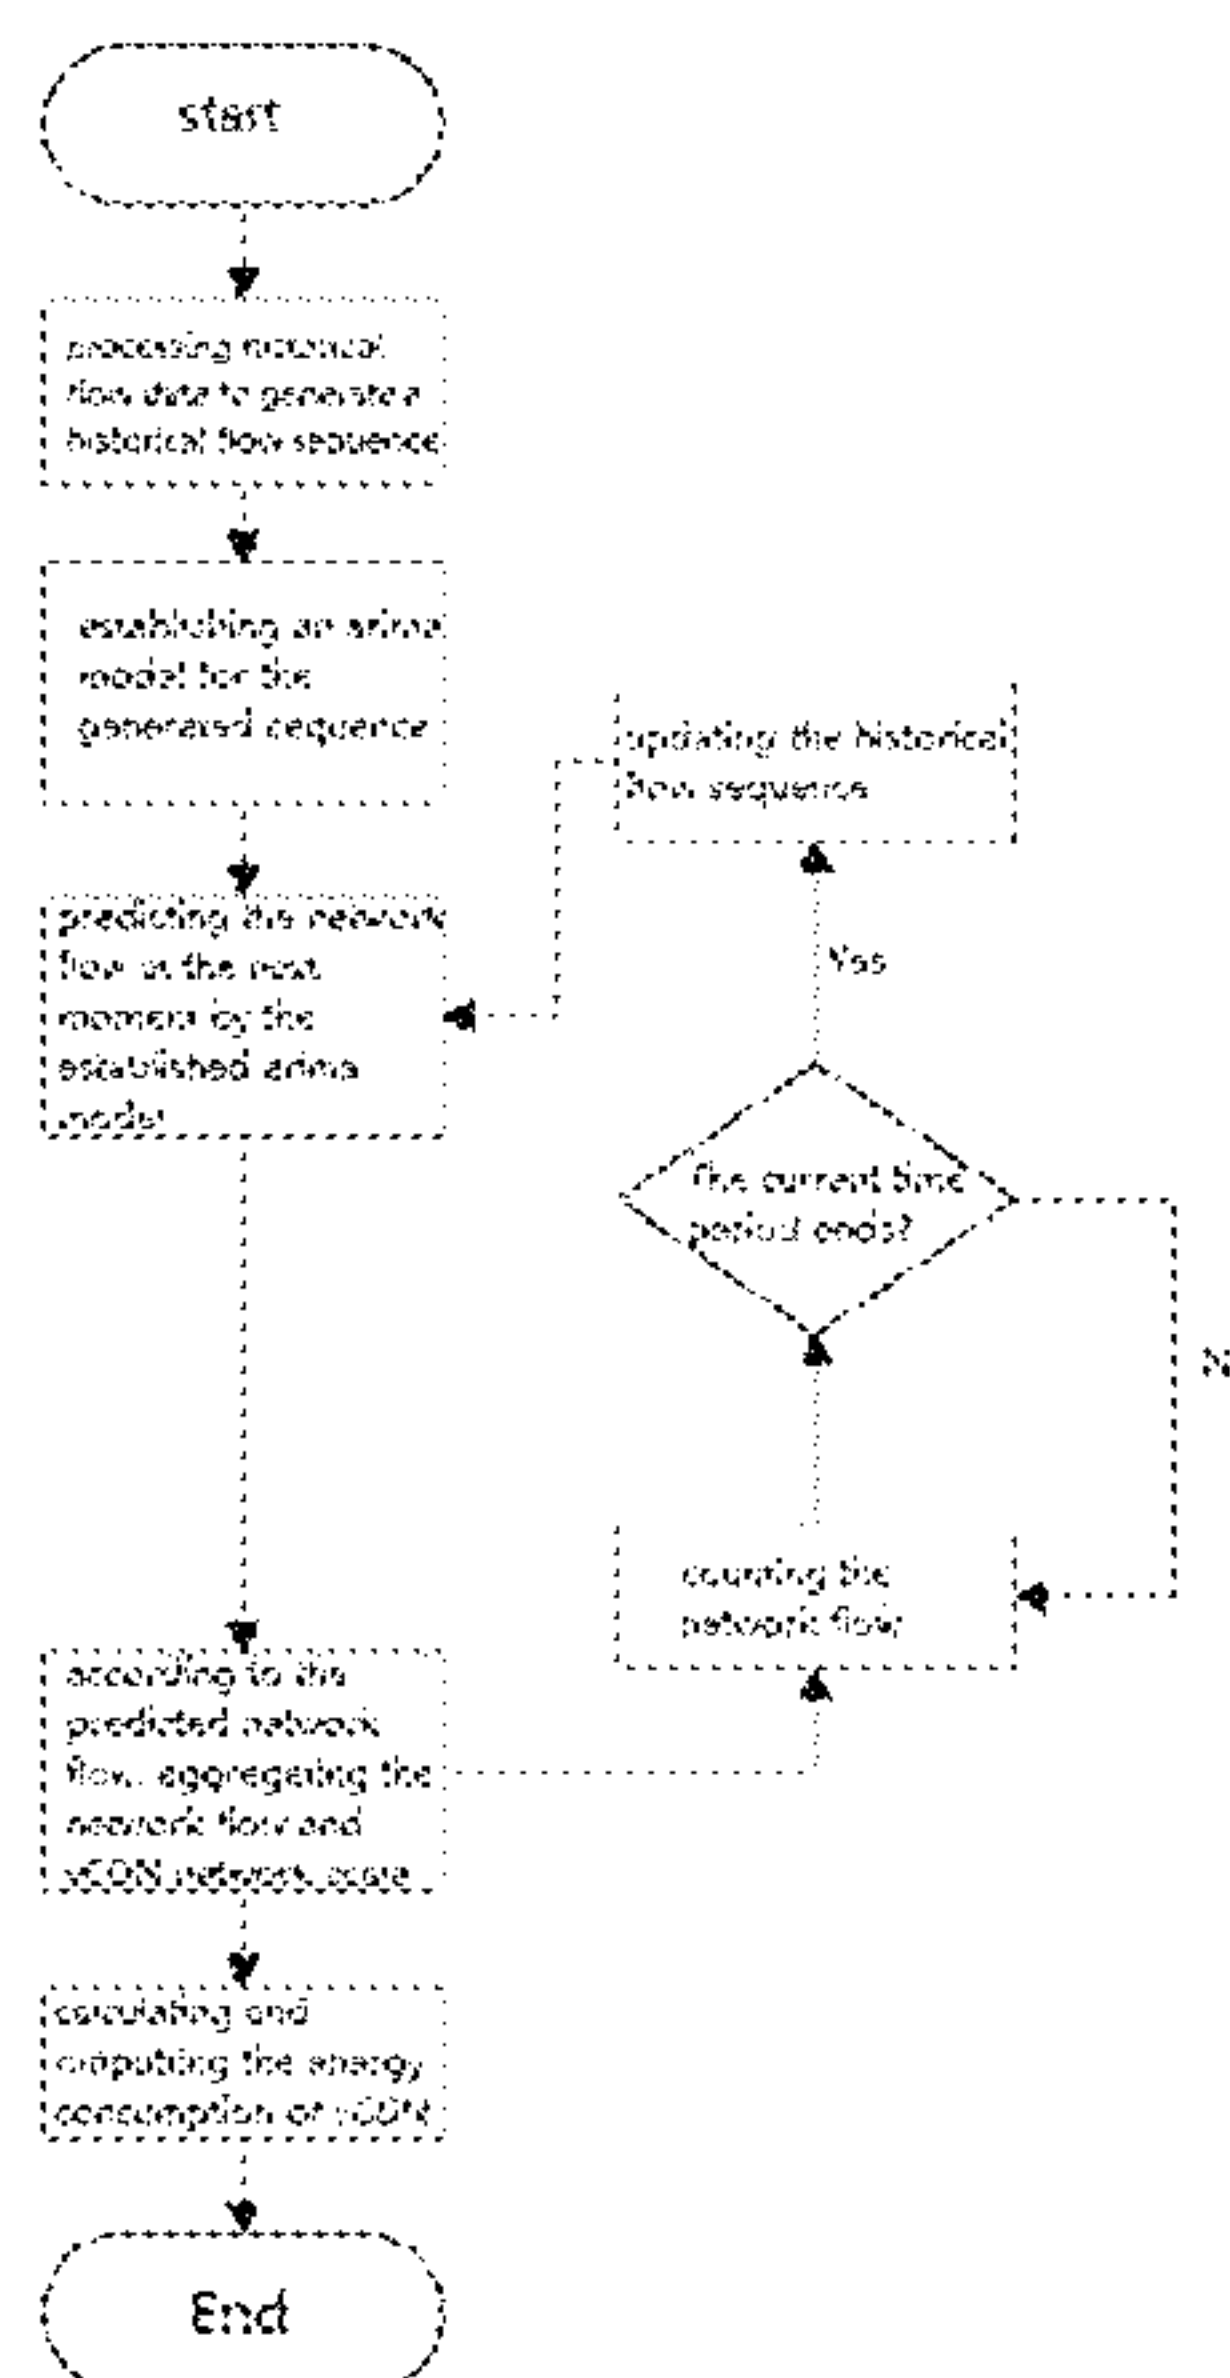 start
processing historical
flow data to generate a
historical flow sequence
establishing an arima
model for the
generated sequence
updating the historical
flow sequence
predicting the network
flow at the next
moment by the
established arima
model
Yes
The current time
period ends?
counting the
network flow
according to the
predicted network
flow, aggregating the
network flow and
vCDN network
calculating and
the energy
consumption of vCDN
End